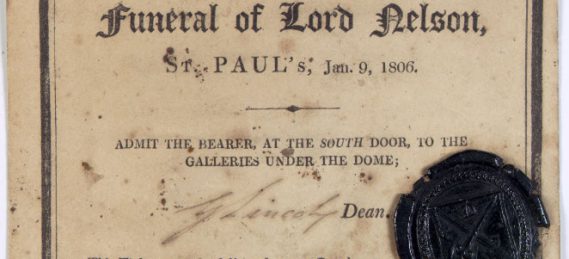 Funeral of Lord Nelson,
St. PAUL's, Jan. 9, 1806.
ADMIT THE BEARER, AT THE SOUTH DOOR, TO THE
GALLERIES UNDER THE DOME;
G Lincoln Dean.